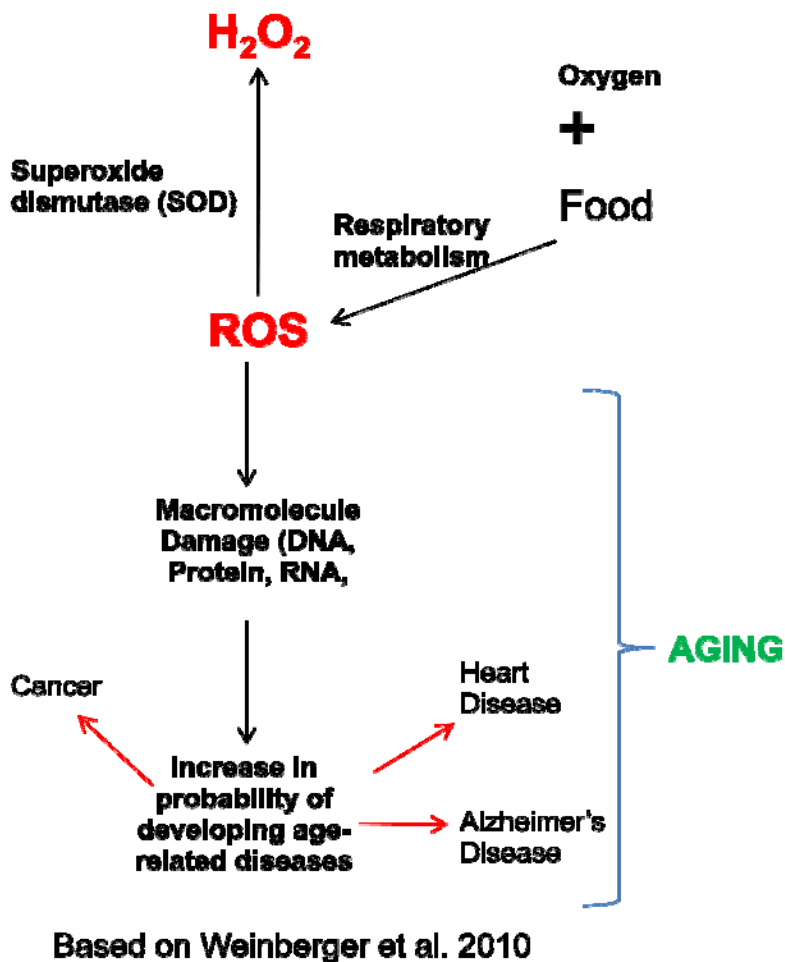 H₂O₂
Oxygen
+
Food
Superoxide
dismutase (SOD)
Respiratory
metabolism
ROS
Macromolecule
Damage (DNA,
Protein, RNA,
AGING
Cancer
Heart
Disease
Increase in
probability of
developing age-
related diseases
Alzheimer's
Disease
Based on Weinberger et al. 2010